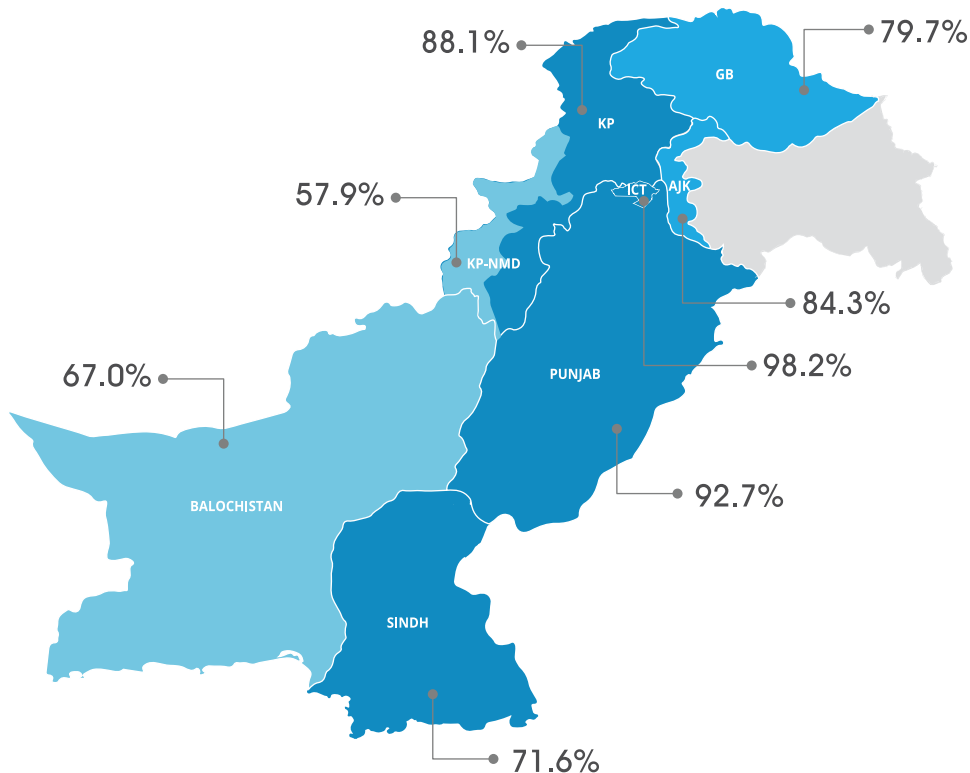 79.7%
88.1%
GB
KP
57.9%
ICT
AJK
KP-NMD
84.3%
67.0%
98.2%
PUNJAB
92.7%
BALOCHISTAN
SINDH
71.6%